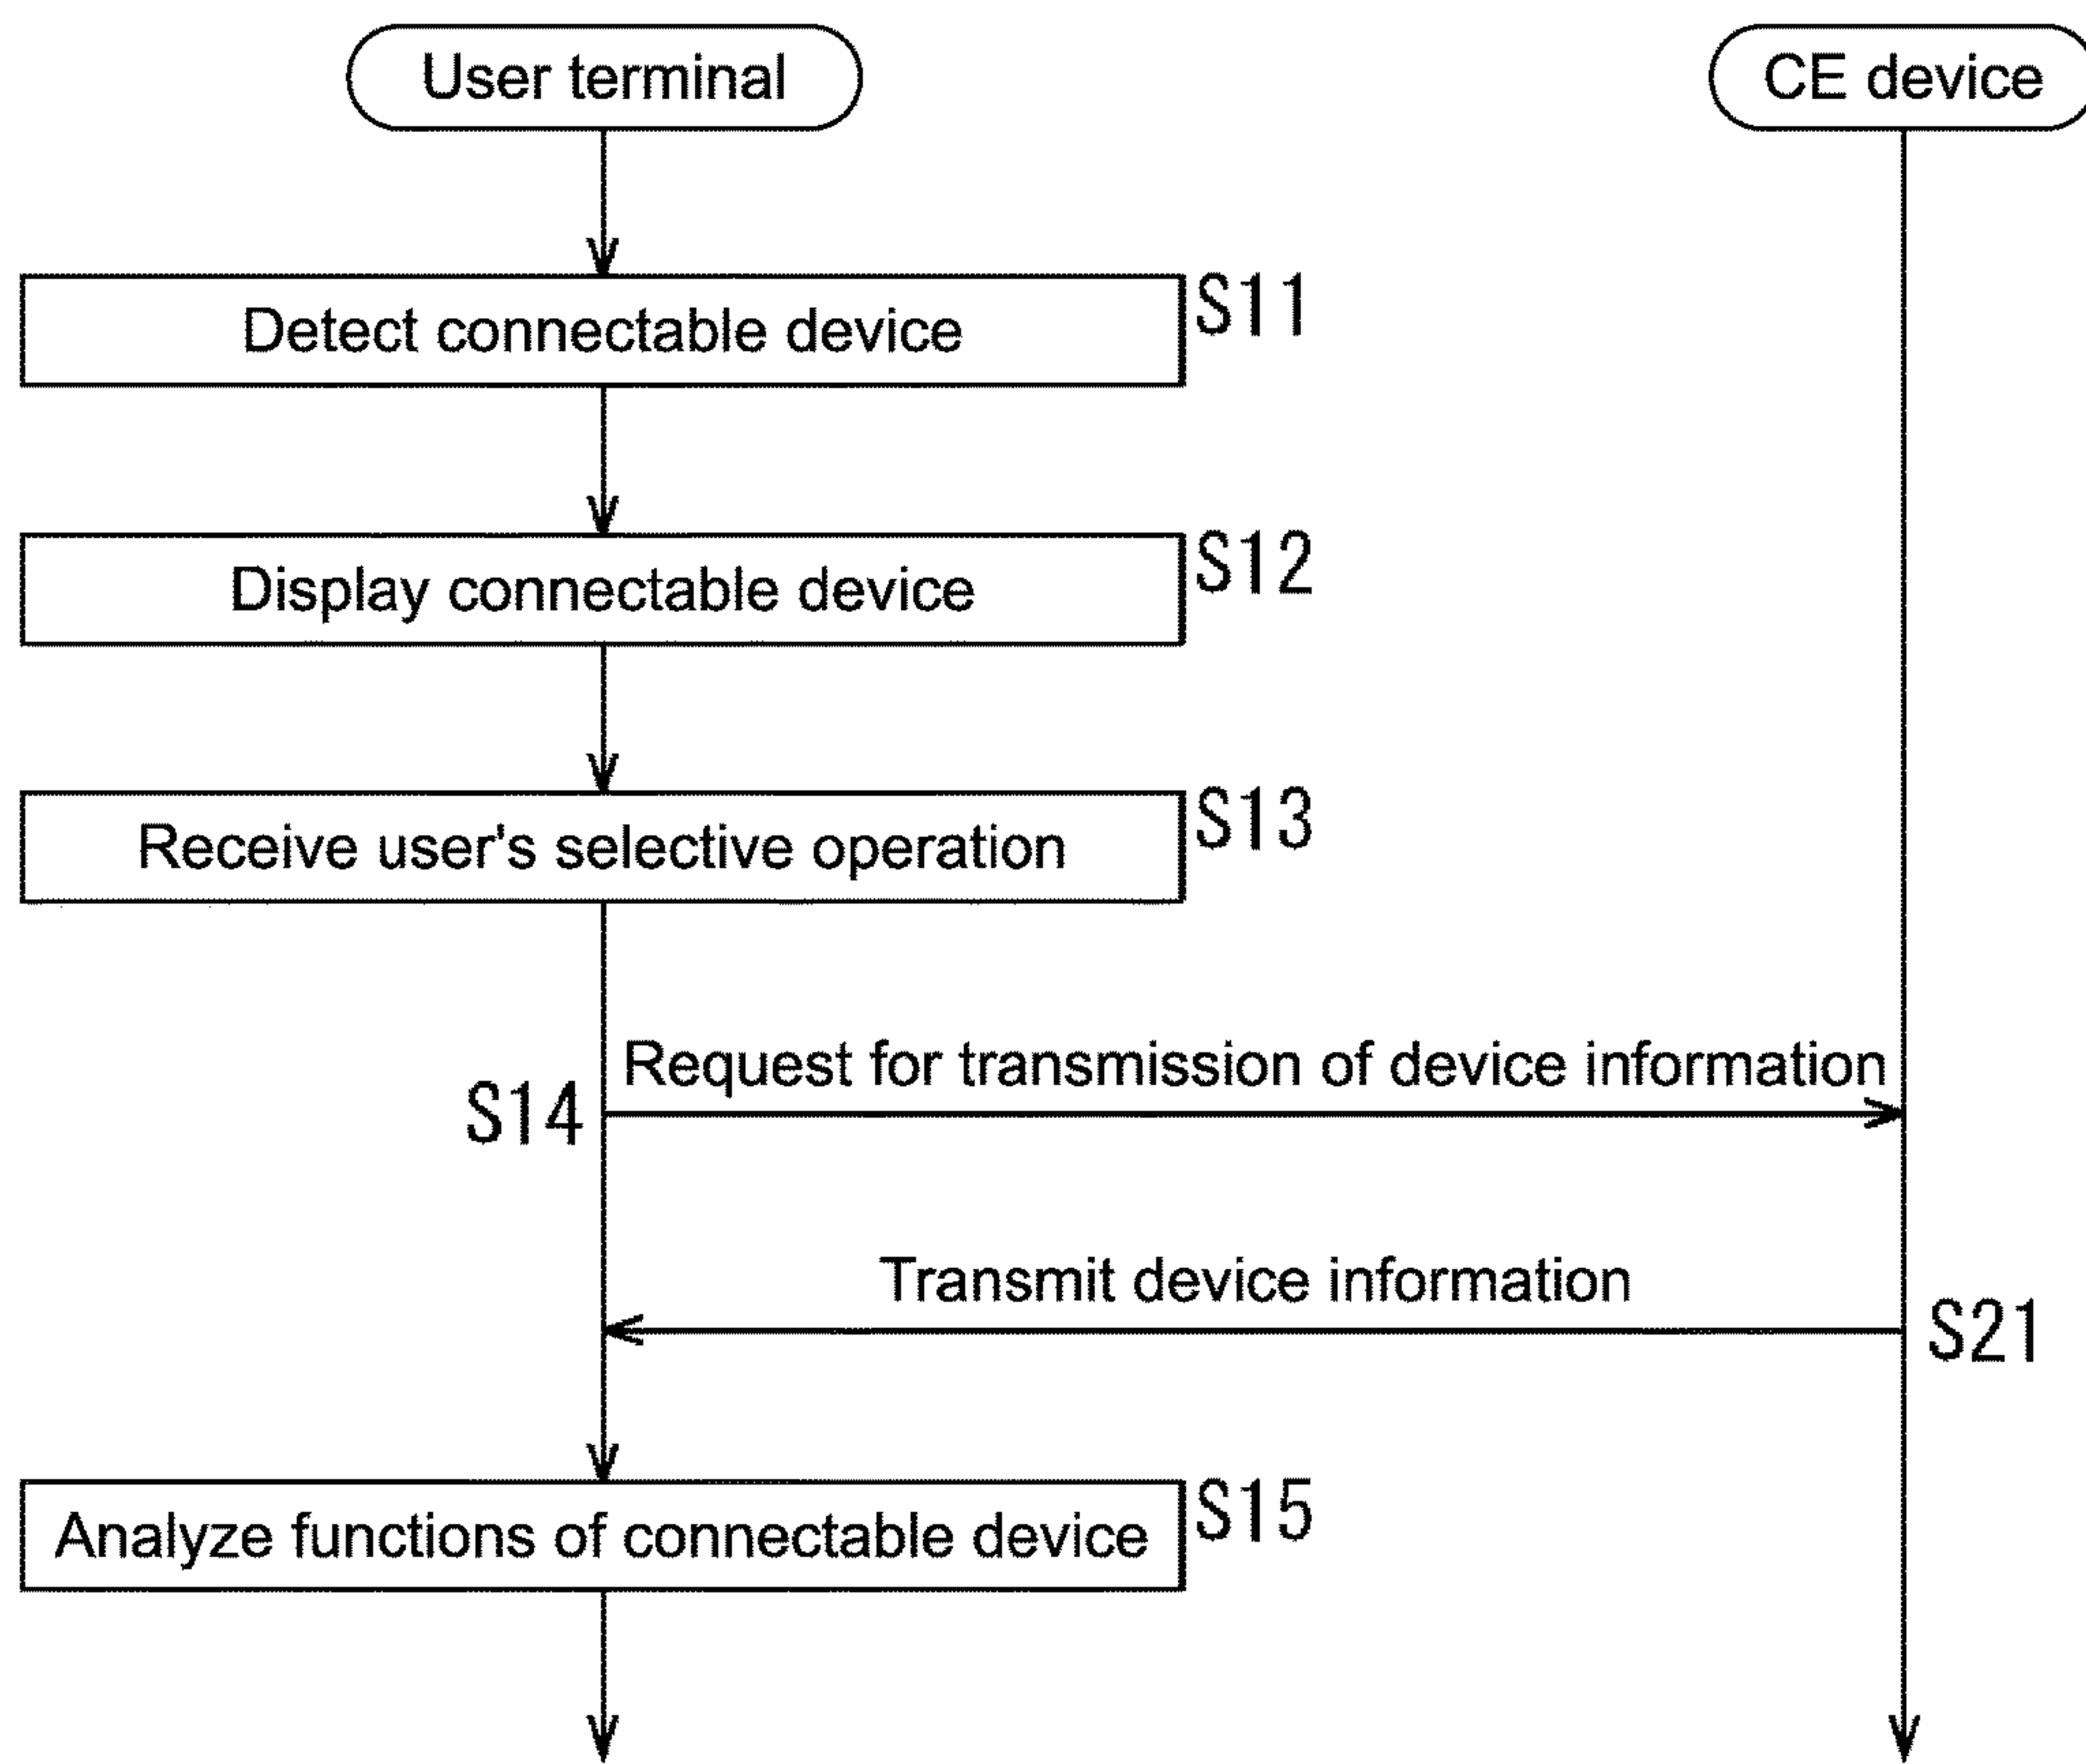 User terminal
CE device
Detect connectable device
S11
Display connectable device
S12
Receive user's selective operation
S13
Request for transmission of device information
S14
Transmit device information
S21
Analyze functions of connectable device
S15